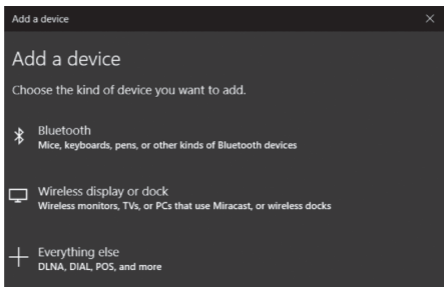 Add a device
Add a device
Choose the kind of device you want to add.
Bluetooth
Mice, keyboards, pens, or other kinds of Bluetooth devices
Wireless display or dock
Wireless monitors, TVs, or PCs that use Miracast, or wireless docks
Everything else
DLNA, DIAL, POS, and more